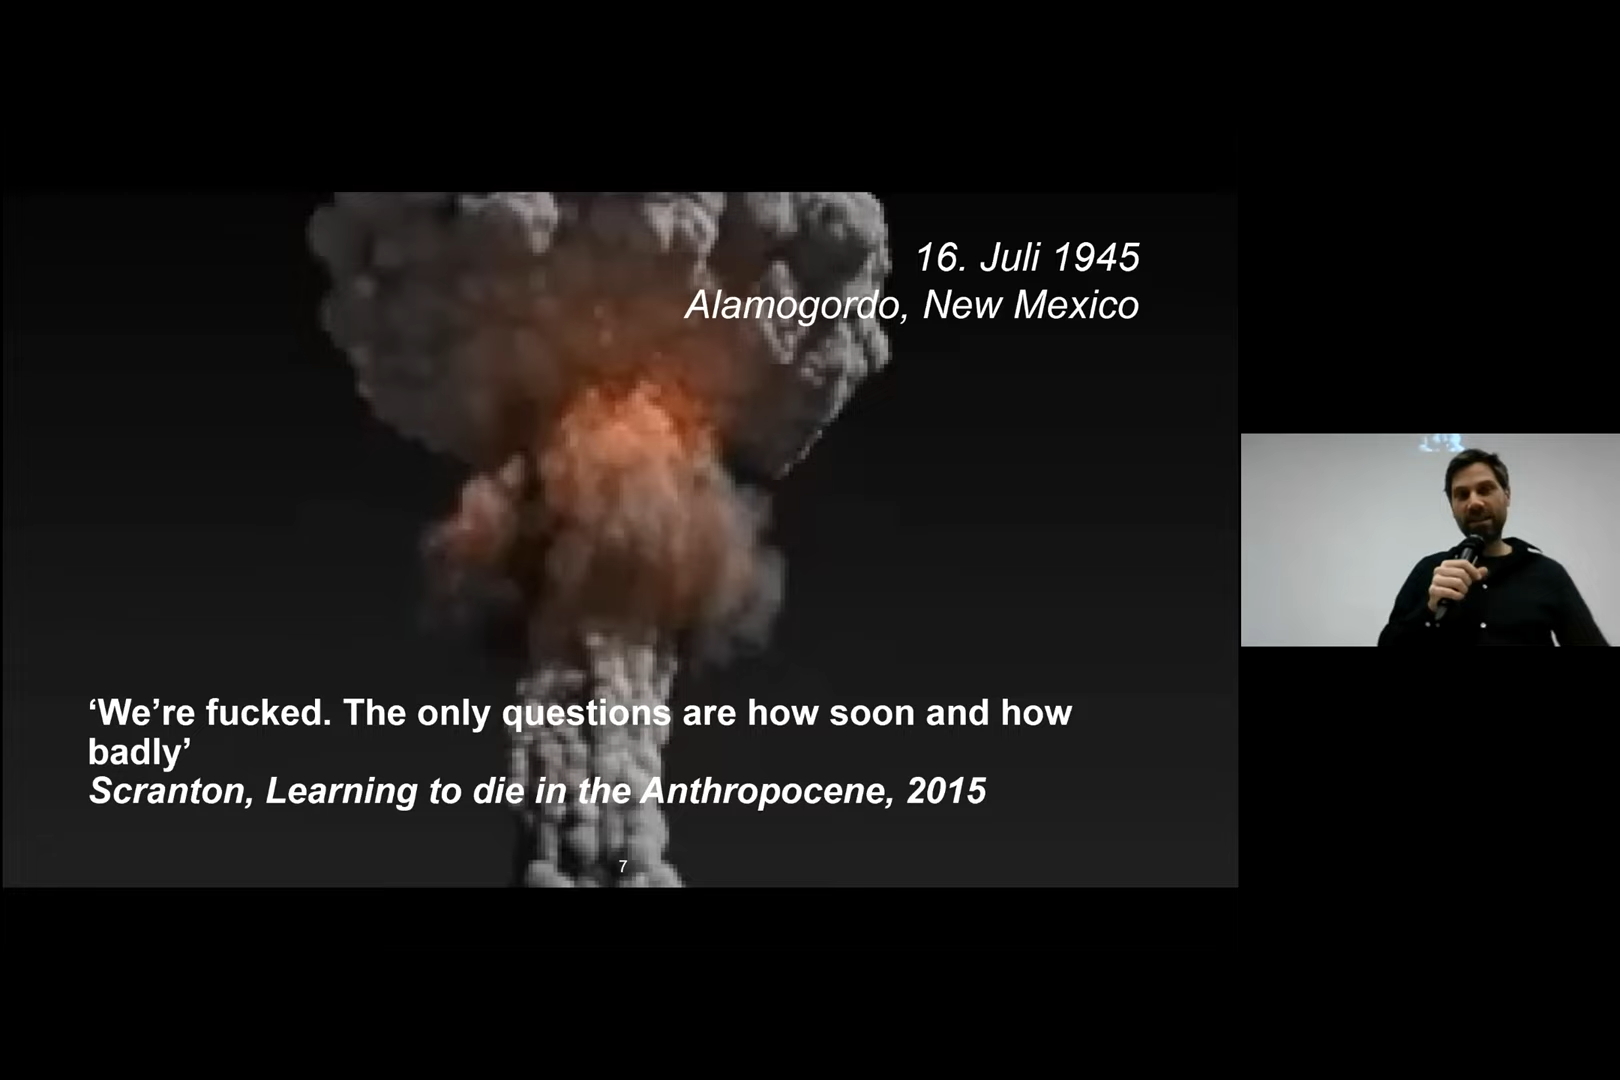 16. Juli 1945
Alamogordo, New Mexico
‘We’re fucked. The only questions are how soon and how
badly’
Scranton, Learning to die in the Anthropocene, 2015
7